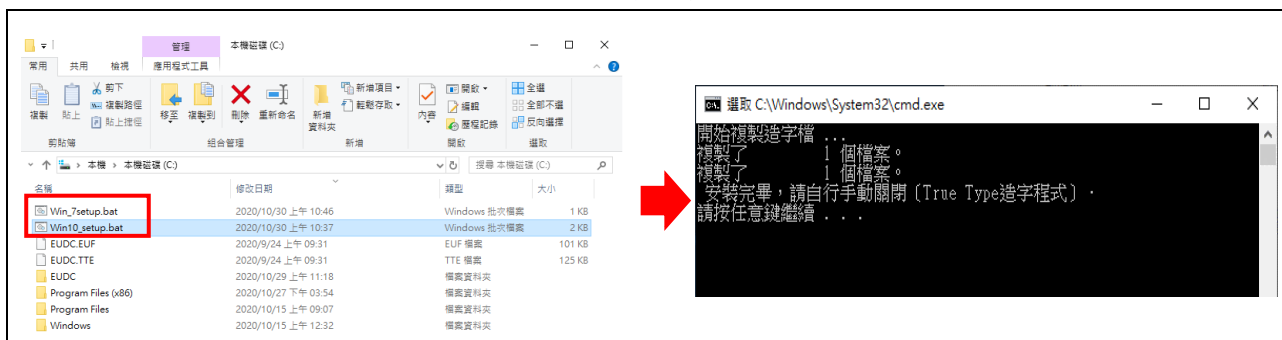 管理 本機磁碟 (C:)
常用 共用 檢視 應用程式工具
複製 貼上 剪下 複製路徑 貼上捷徑 移至 複製到 刪除 重新命名 新增資料夾 新增項目 輕鬆存取 內容 開啟 編輯 歷程記錄 全選 全部不選 反向選擇
剪貼簿 組合管理 新增 開啟 選取
本機 › 本機磁碟 (C:) 搜尋 本機磁碟 (C:)
名稱 修改日期 類型 大小
Win_7setup.bat 2020/10/30 上午 10:46 Windows 批次檔案 1 KB
Win10_setup.bat 2020/10/30 上午 10:37 Windows 批次檔案 2 KB
EUDC.EUF 2020/9/24 上午 09:31 EUF 檔案 101 KB
EUDC.TTE 2020/9/24 上午 09:31 TTE 檔案 125 KB
EUDC 2020/10/29 上午 11:18 檔案資料夾
Program Files (x86) 2020/10/27 下午 03:54 檔案資料夾
Program Files 2020/10/15 上午 09:07 檔案資料夾
Windows 2020/10/15 上午 12:32 檔案資料夾
選取 C:\Windows\System32\cmd.exe
開始複製造字檔 ...
複製了 1 個檔案。
複製了 1 個檔案。
安裝完畢，請自行手動關閉〔True Type造字程式〕．
請按任意鍵繼續 . . .